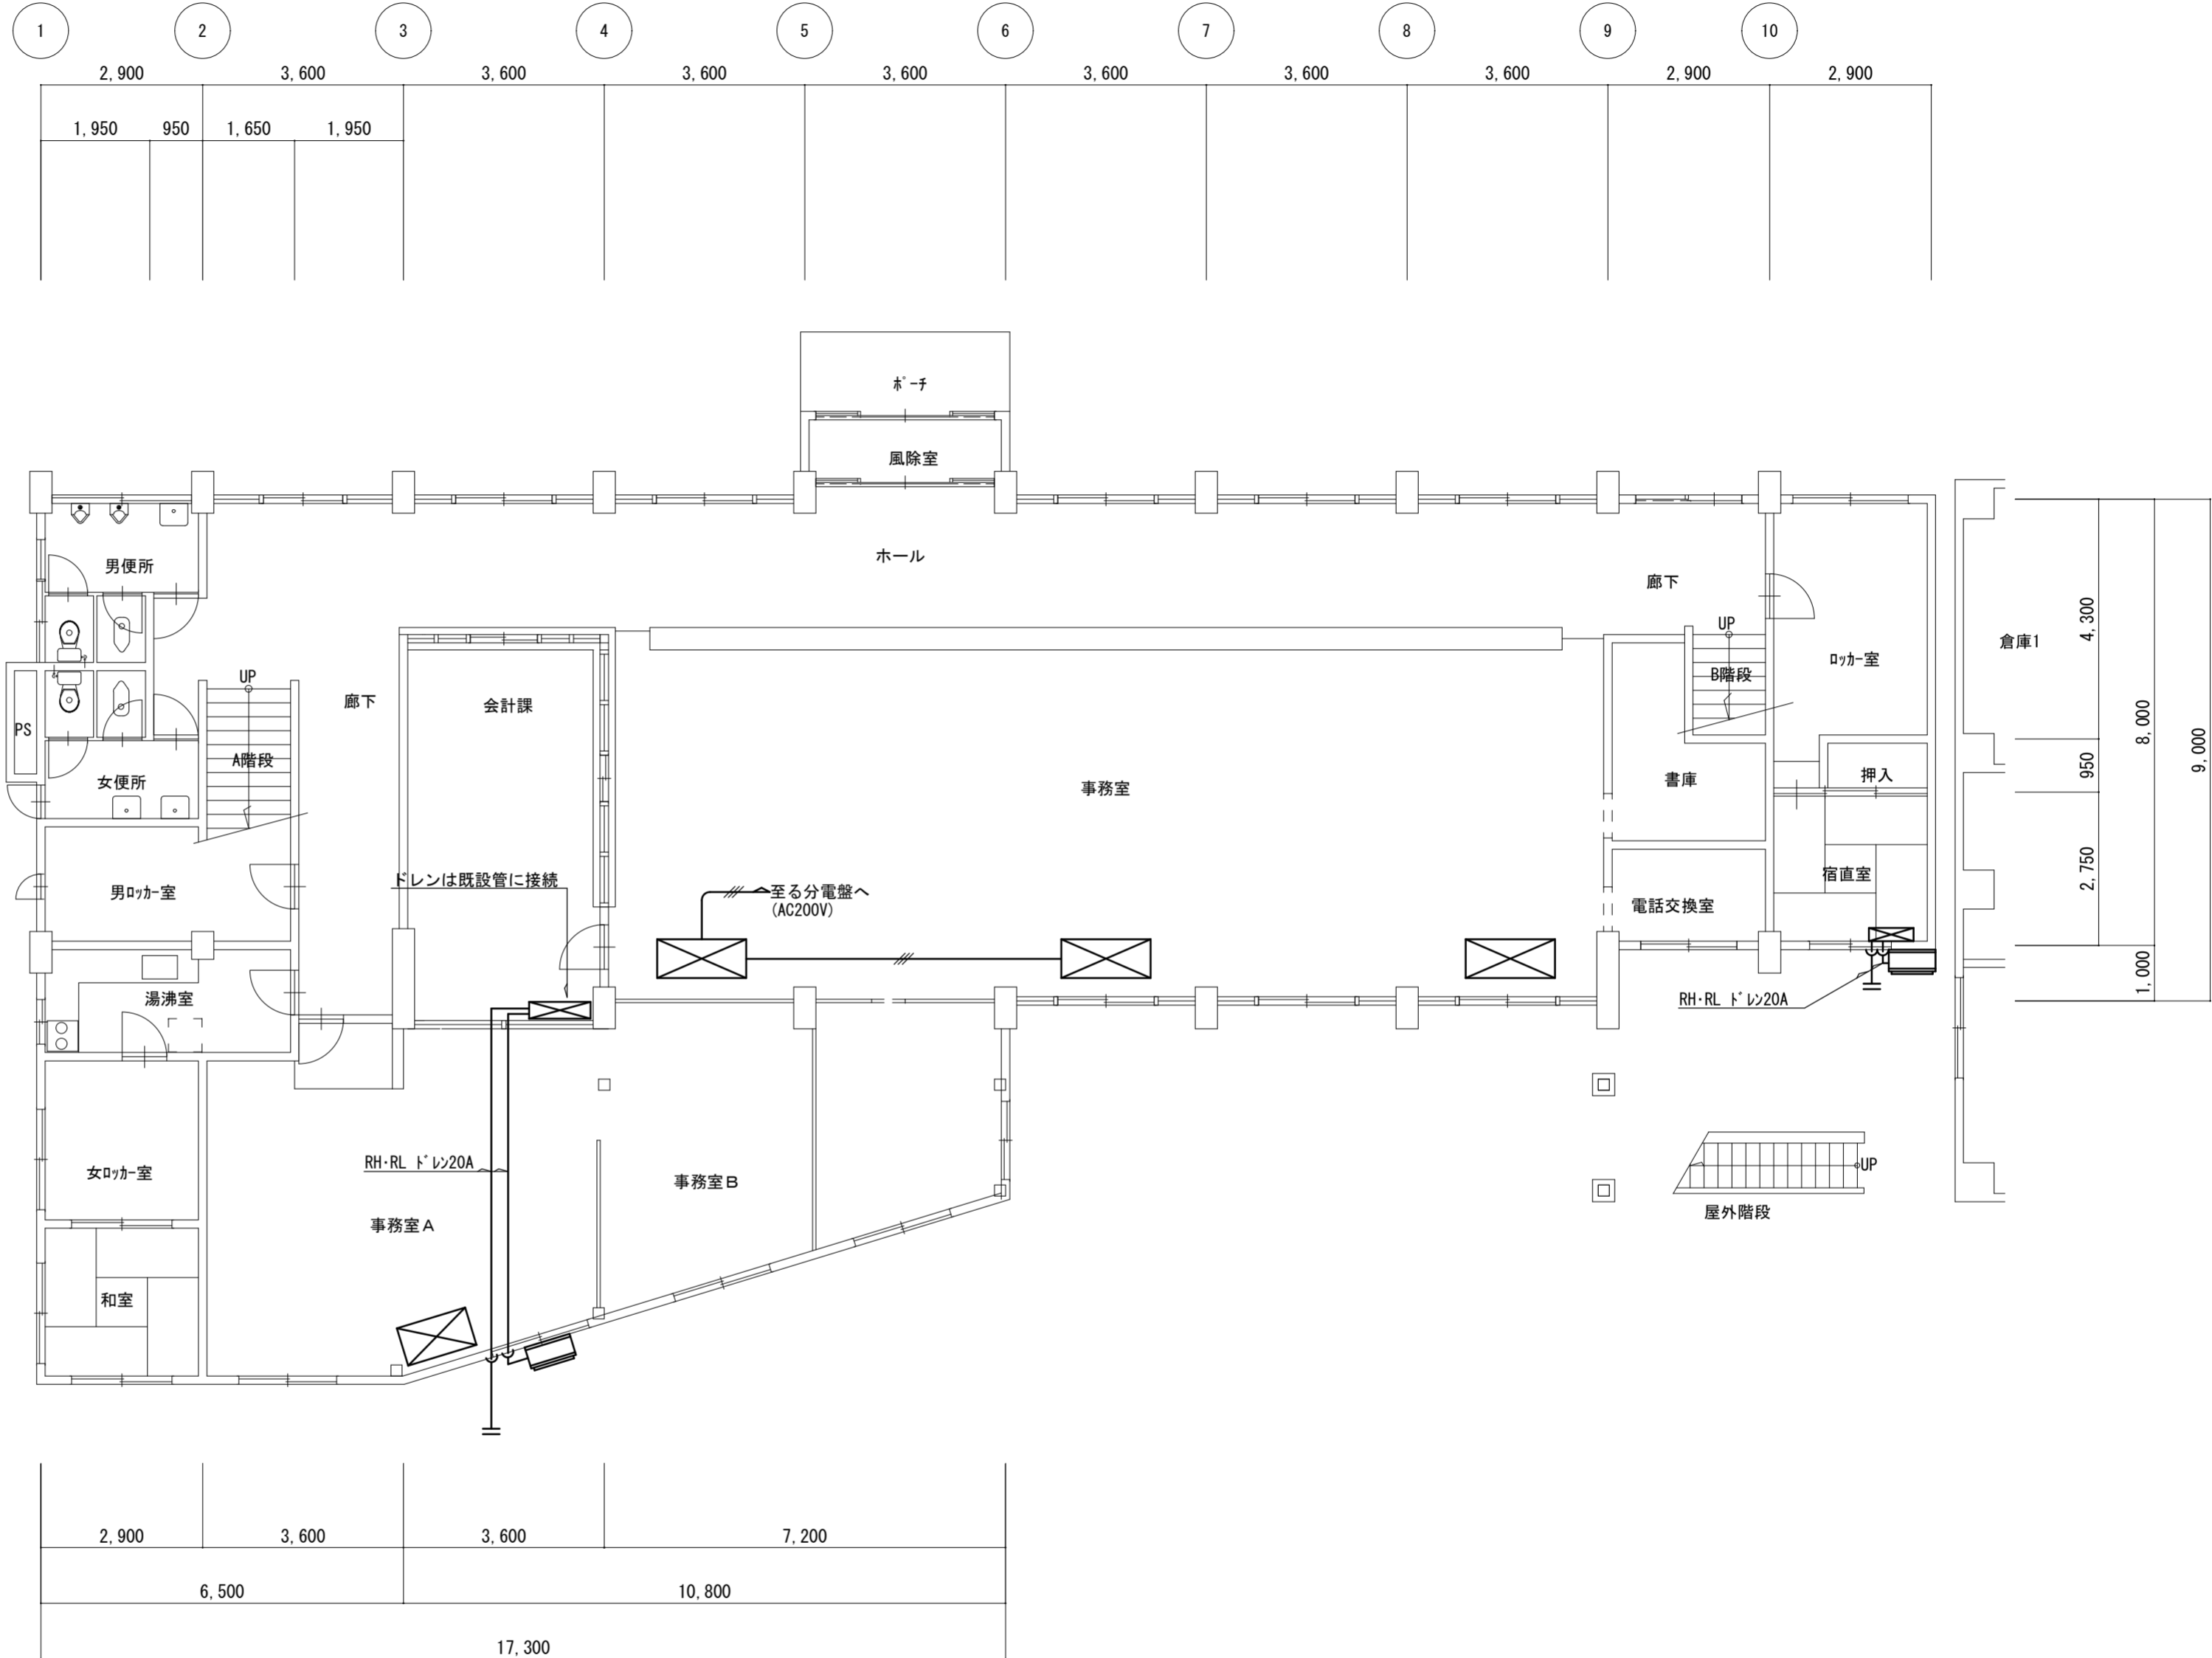 1
2
3
4
5
6
7
8
9
10
2,900
3,600
3,600
3,600
3,600
3,600
3,600
3,600
2,900
2,900
1,950
950
1,650
1,950
ﾎﾟｰﾁ
風除室
男便所
ホール
廊下
UP
B階段
ﾛｯｶｰ室
倉庫1
4,300
950
2,750
1,000
8,000
9,000
UP
A階段
廊下
会計課
PS
女便所
事務室
書庫
押入
男ﾛｯｶｰ室
ドレンは既設管に接続
至る分電盤へ
(AC200V)
電話交換室
宿直室
湯沸室
RH･RL ﾄﾞﾚﾝ20A
RH･RL ﾄﾞﾚﾝ20A
女ﾛｯｶｰ室
事務室Ａ
事務室Ｂ
UP
屋外階段
和室
2,900
3,600
3,600
7,200
6,500
10,800
17,300